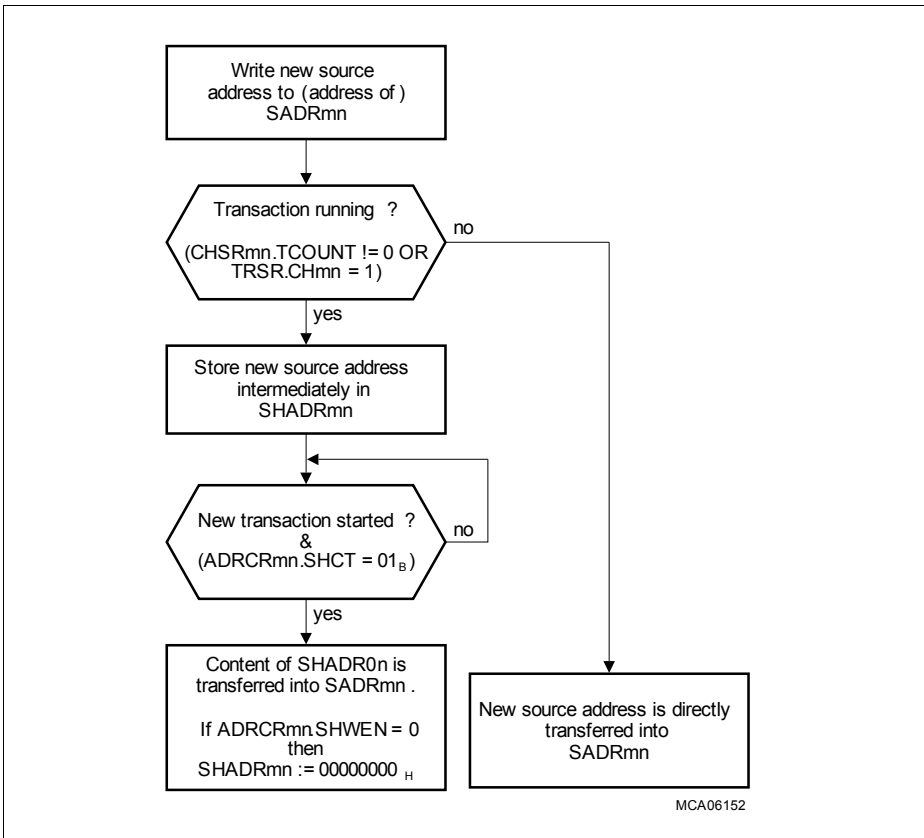 Write new source
address to (address of )
SADRmn
Transaction running ?
no
(CHSRmn.TCOUNT != 0 OR
TRSR.CHmn = 1)
yes
Store new source address
intermediately in
SHADRmn
New transaction started ?
no
&
(ADRCRmn.SHCT = 01B)
yes
Content of SHADR0n is
transferred into SADRmn .
If ADRCRmn.SHWEN = 0
then
SHADRmn := 00000000 H
New source address is directly
transferred into
SADRmn
MCA06152